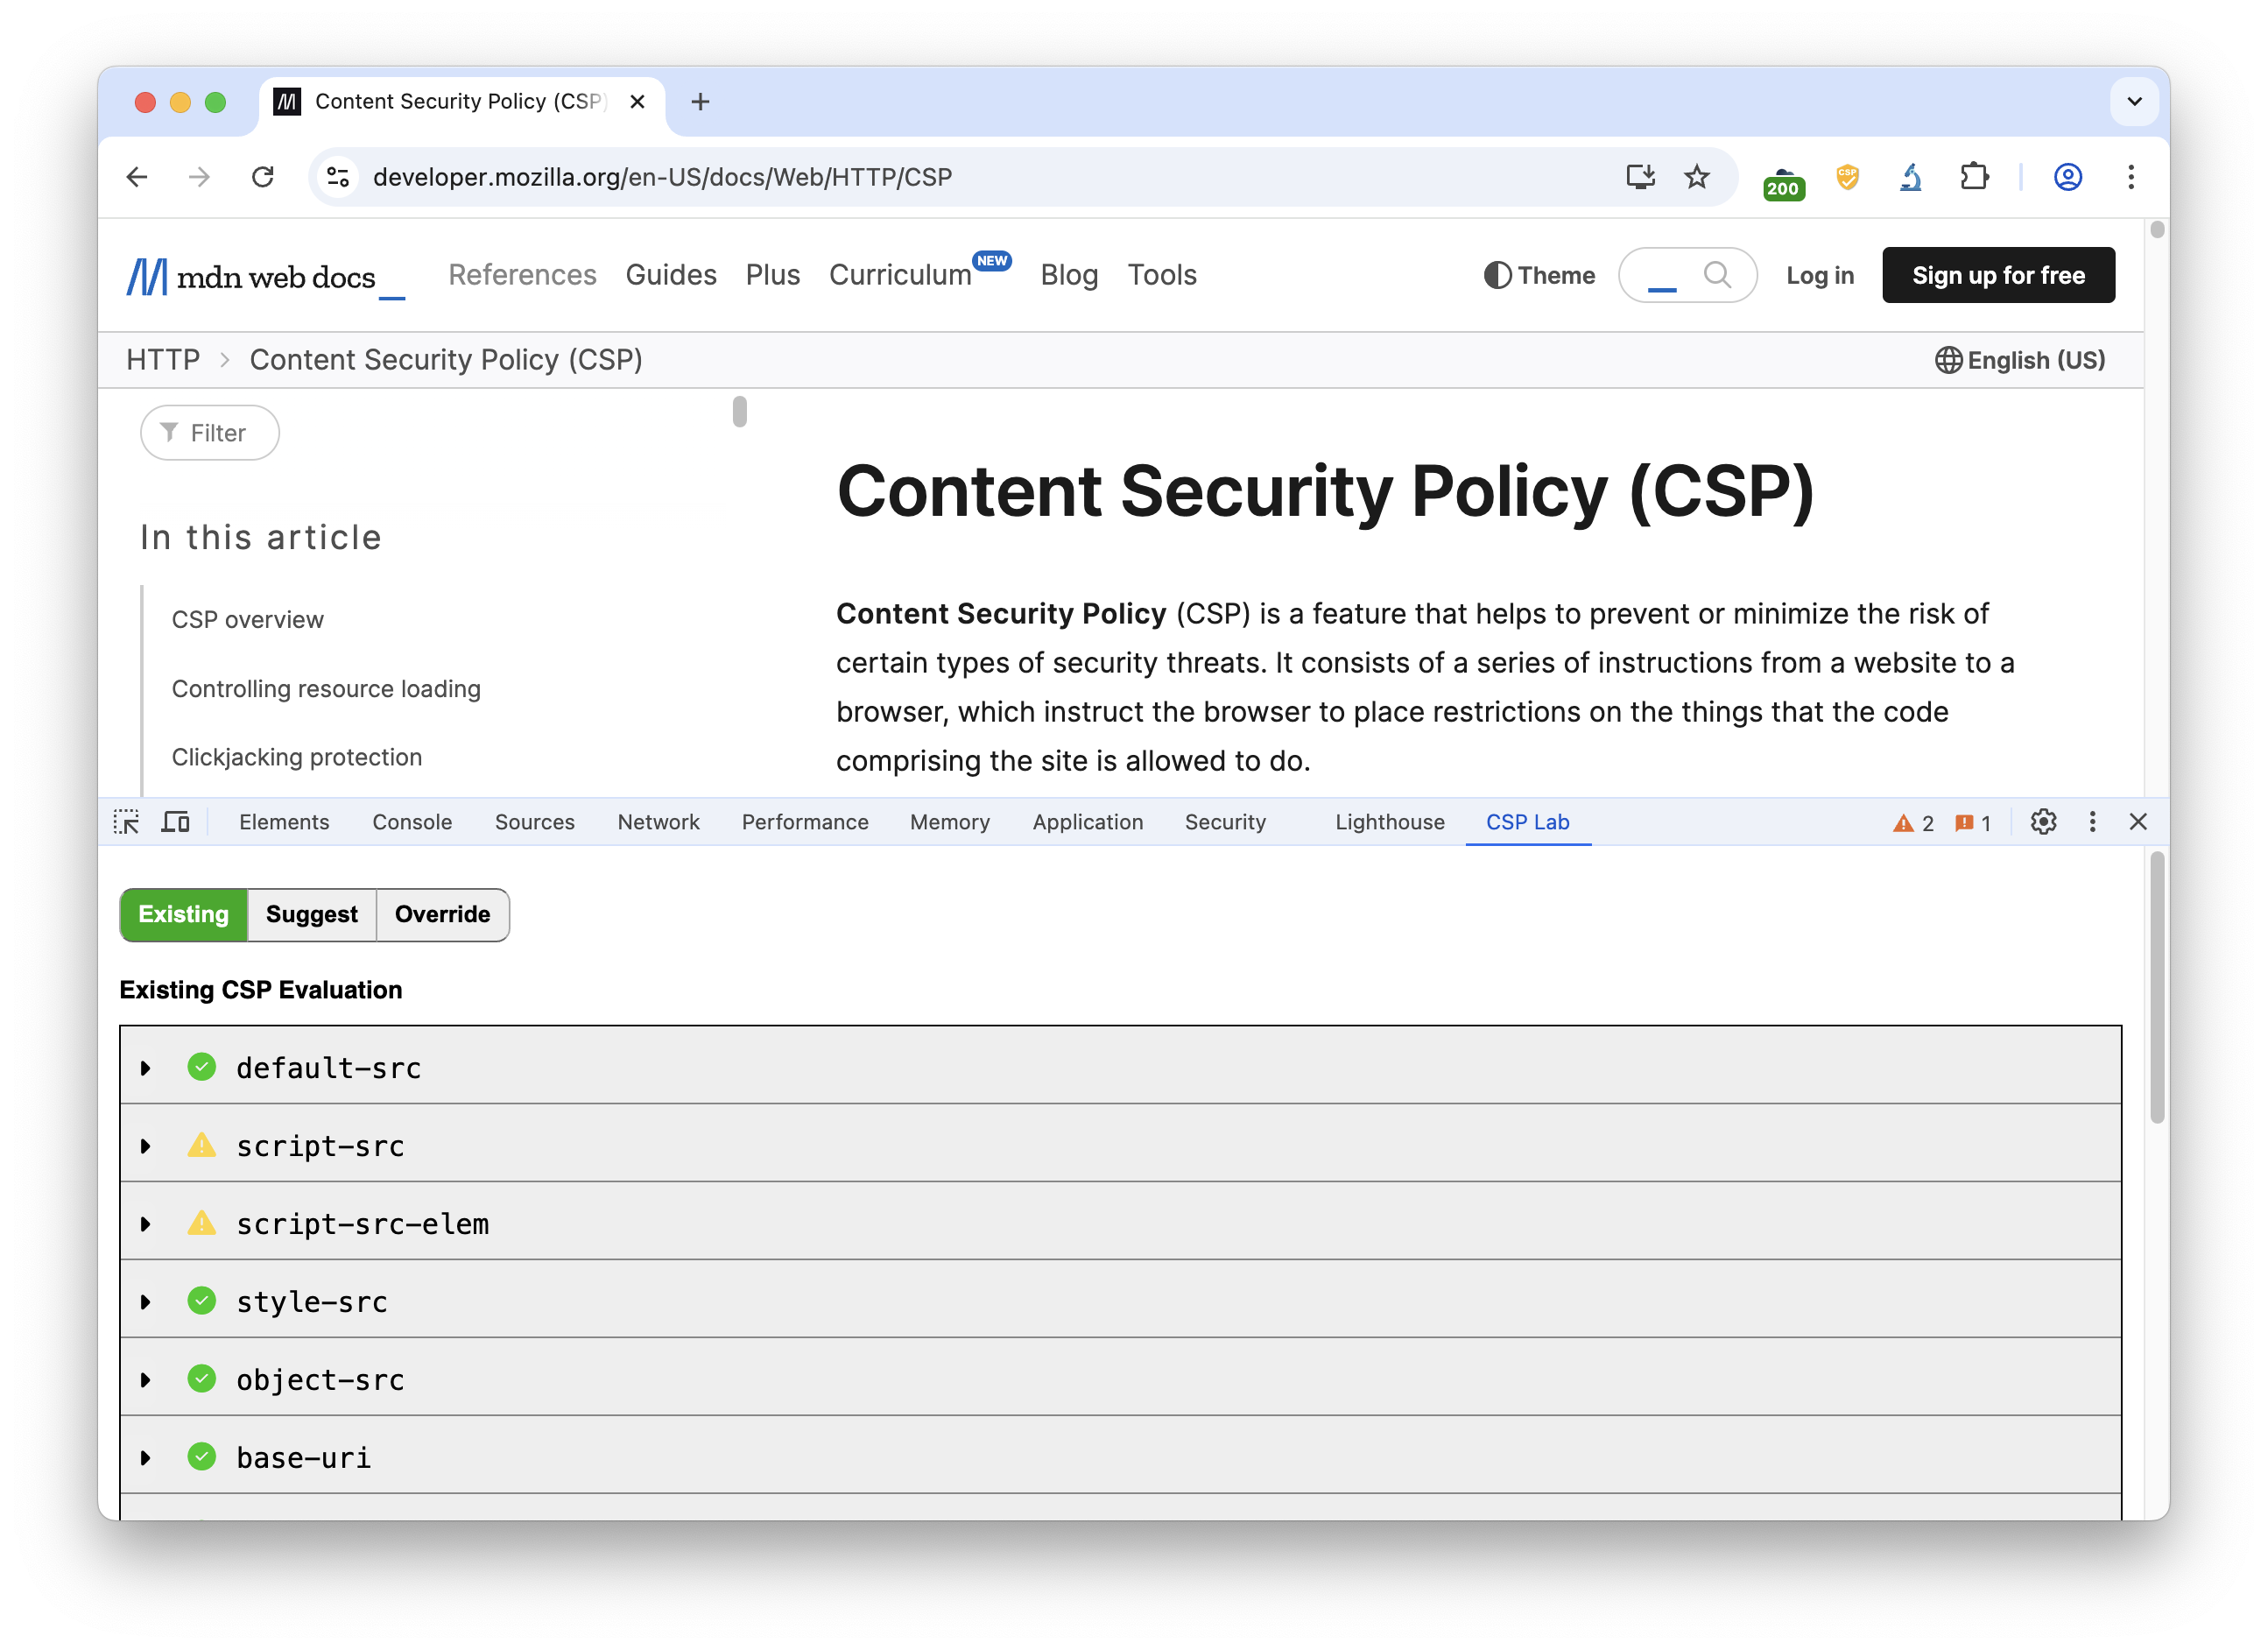 Content Security Policy (CSP)
developer.mozilla.org/en-US/docs/Web/HTTP/CSP
200
CSP
mdn web docs
References
Guides
Plus
Curriculum
NEW
Blog
Tools
Theme
Log in
Sign up for free
HTTP
Content Security Policy (CSP)
English (US)
Filter
In this article
CSP overview
Controlling resource loading
Clickjacking protection
Content Security Policy (CSP)
Content Security Policy (CSP) is a feature that helps to prevent or minimize the risk of
certain types of security threats. It consists of a series of instructions from a website to a
browser, which instruct the browser to place restrictions on the things that the code
comprising the site is allowed to do.
Elements
Console
Sources
Network
Performance
Memory
Application
Security
Lighthouse
CSP Lab
2
1
Existing
Suggest
Override
Existing CSP Evaluation
default-src
script-src
script-src-elem
style-src
object-src
base-uri